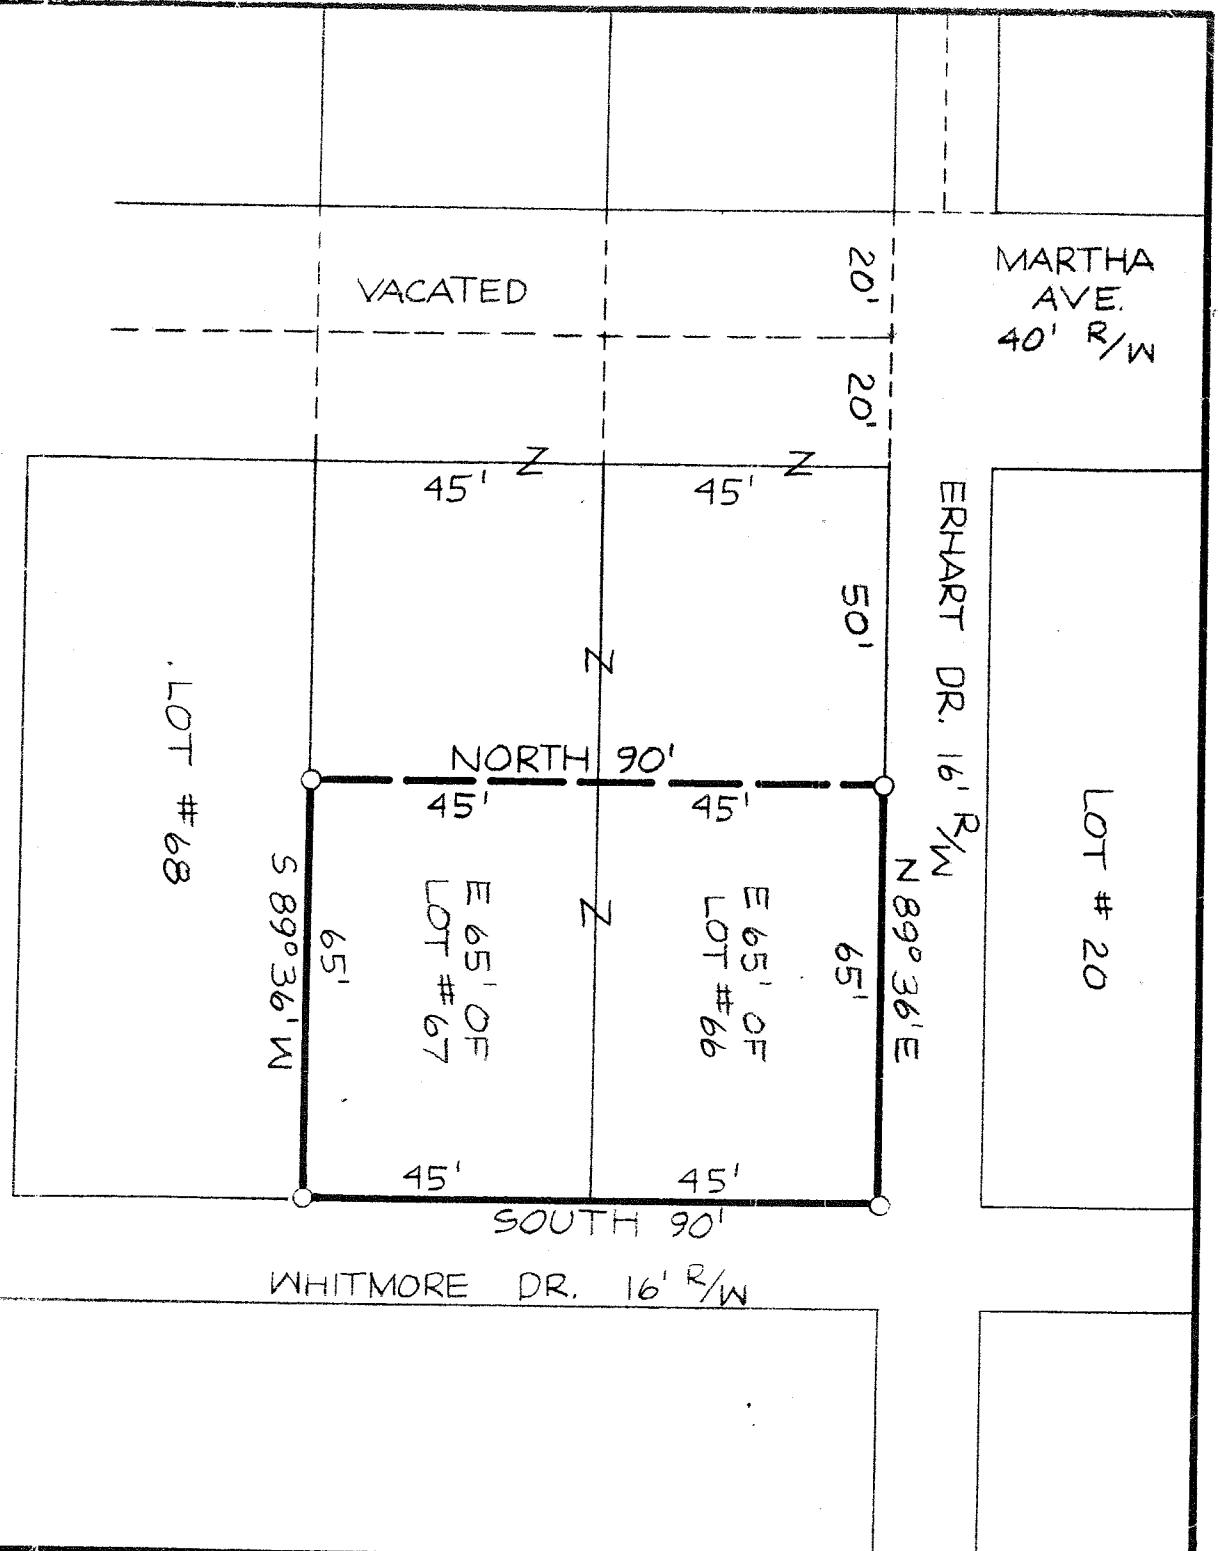 VACATED
20'
20'
MARTHA
AVE.
40' R/W
45'
45'
50'
ERHART DR. 16' R/W
LOT # 20
. LOT # 68
NORTH 90'
45'
45'
S 89° 36' W
65'
E 65' OF
LOT # 67
E 65' OF
LOT # 66
65'
N 89° 36' E
45'
45'
SOUTH 90'
WHITMORE DR. 16' R/W